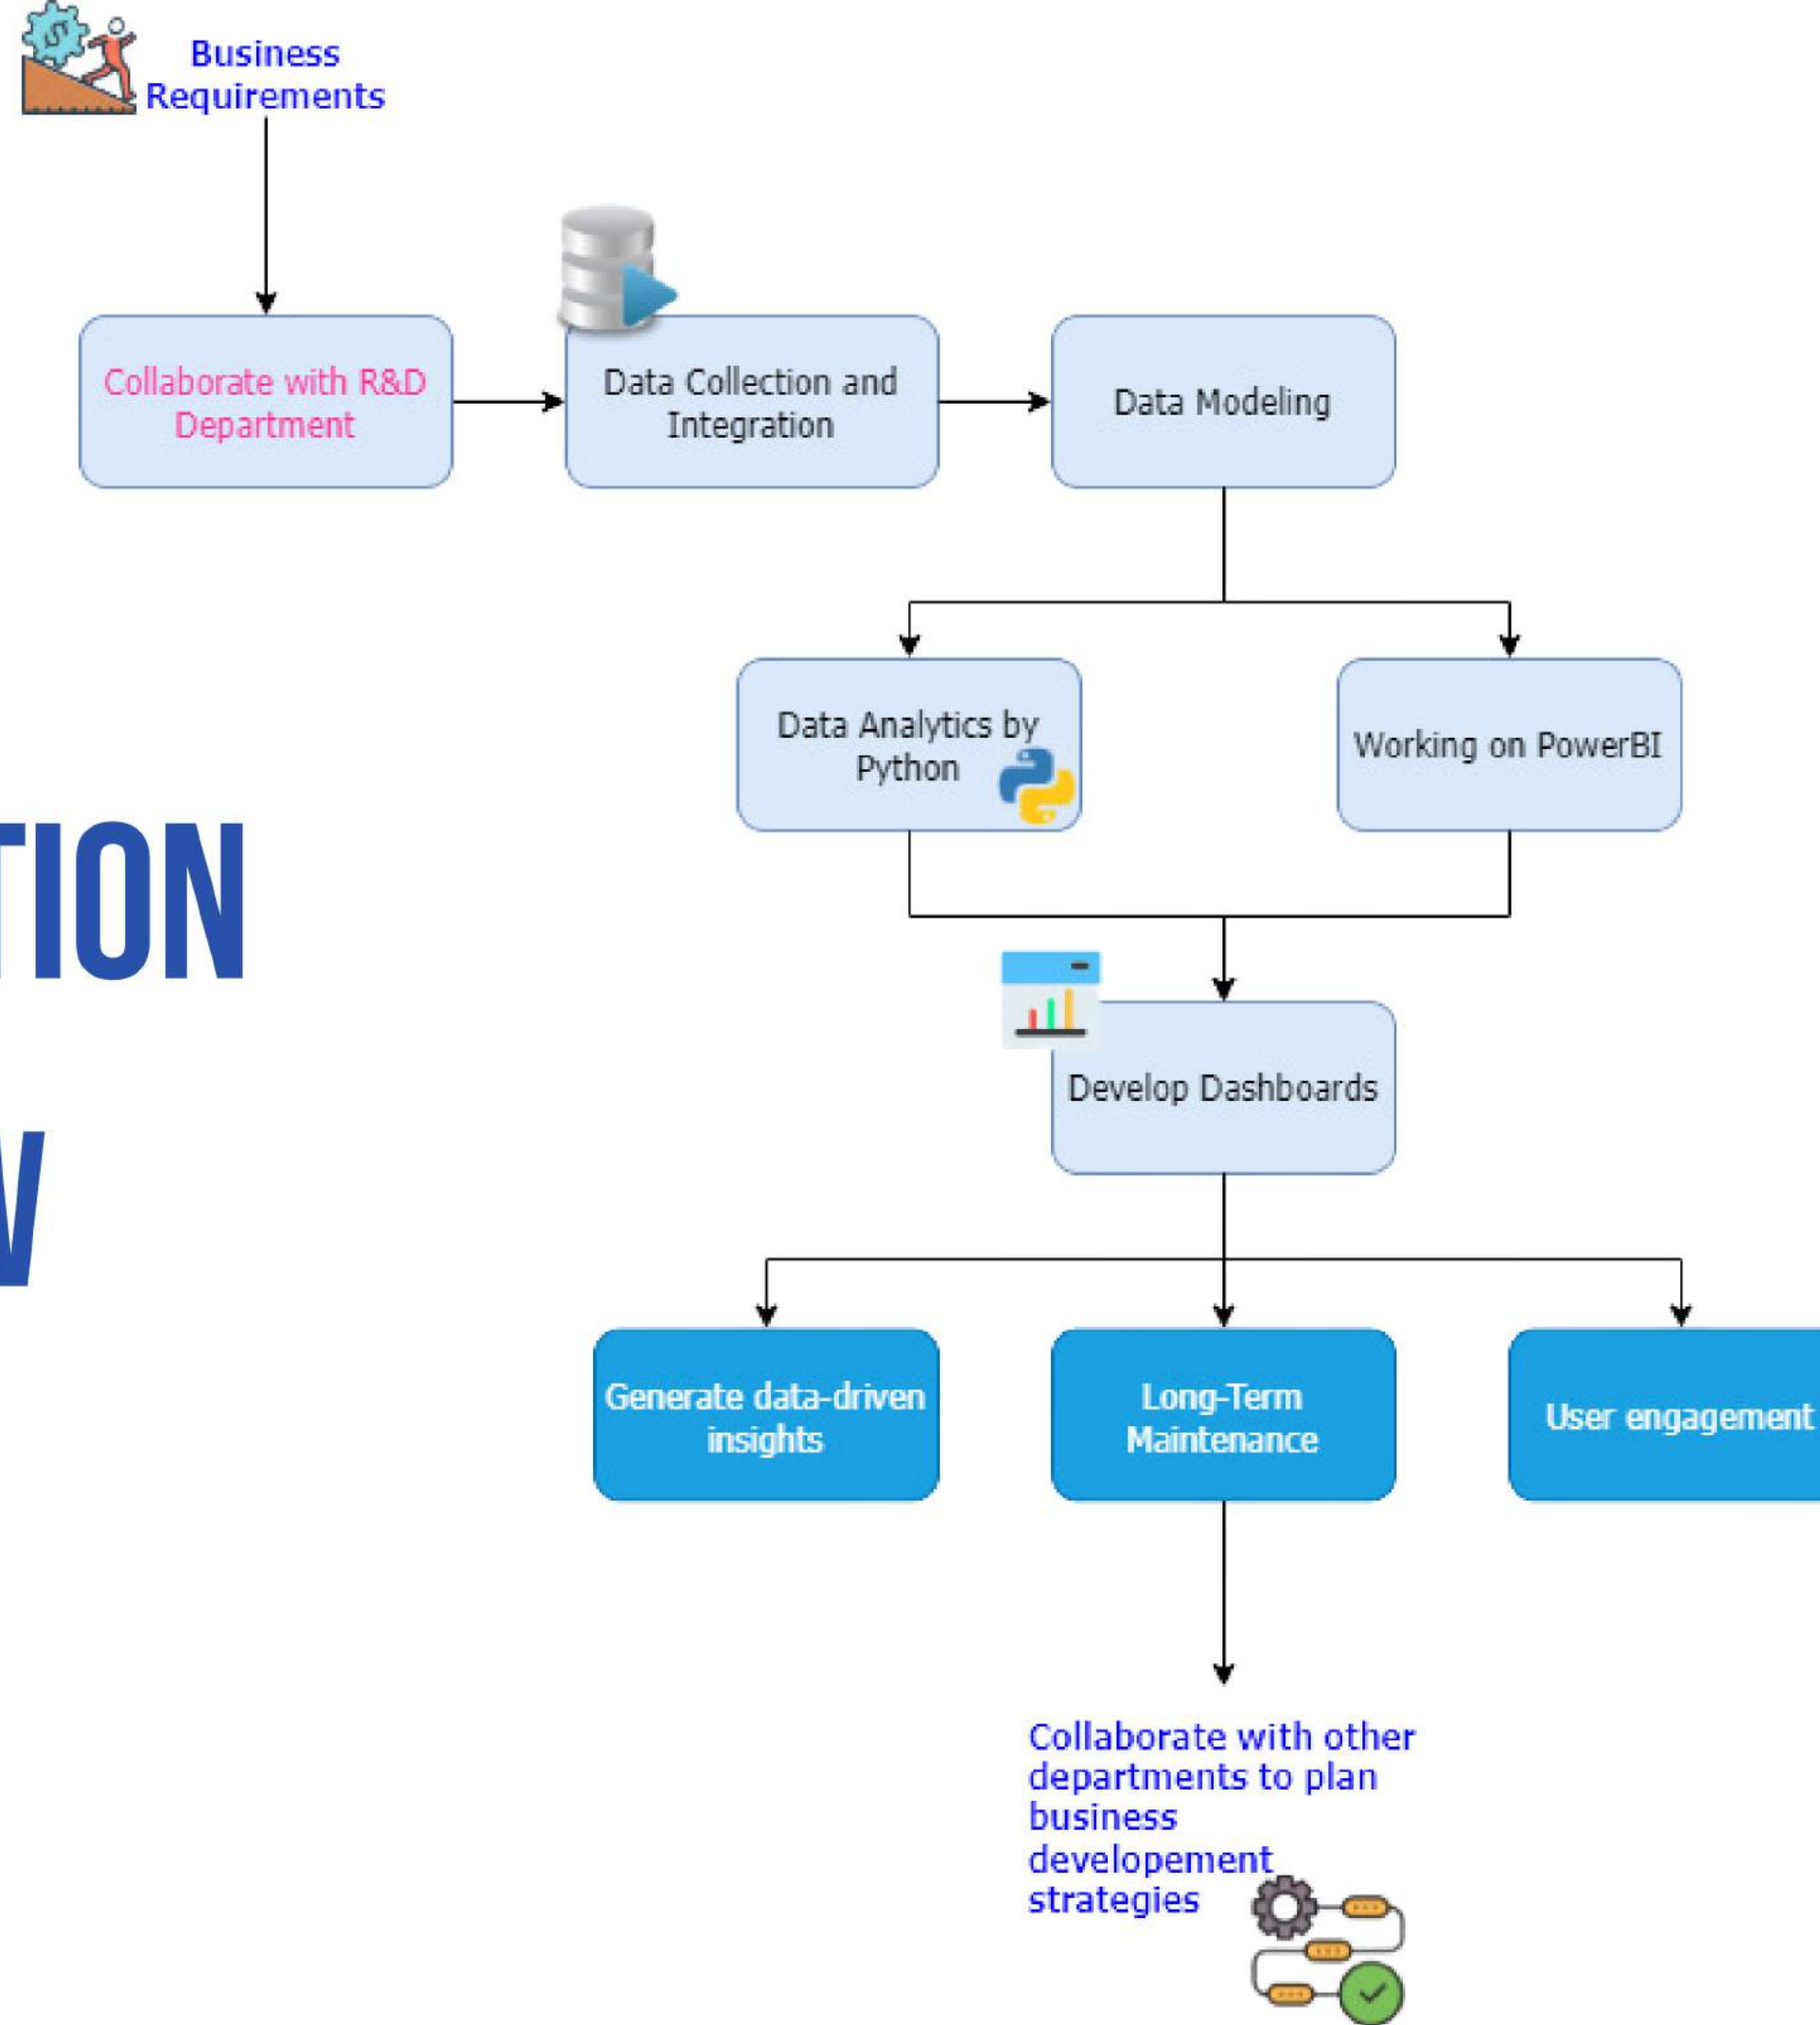 Business
Requirements
Collaborate with R&D
Department
Data Collection and
Integration
Data Modeling
Data Analytics by
Python
Working on PowerBI
TION
Develop Dashboards
Generate data-driven
insights
Long-Term
Maintenance
User engagement
Collaborate with other
departments to plan
business
developement
strategies